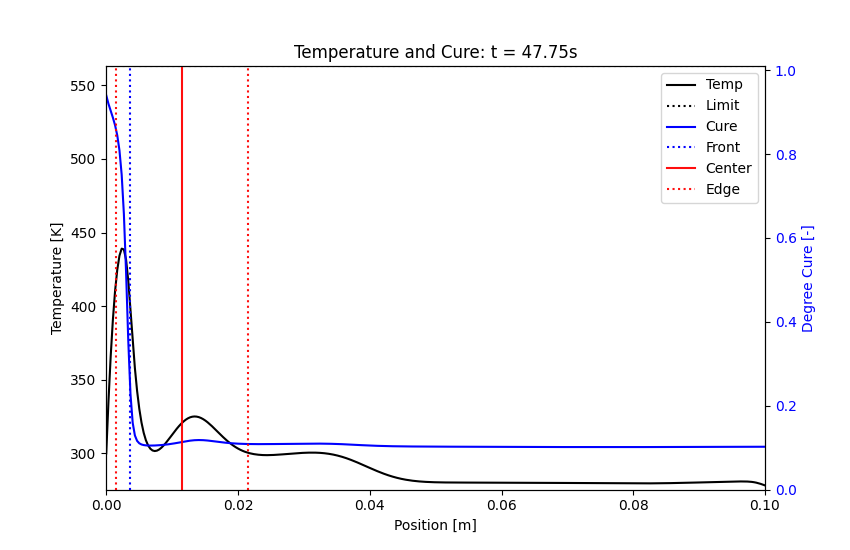 Temperature and Cure: t = 47.75s
Temperature [K]
550
500
450
400
350
300
Temp
Limit
Cure
Front
Center
Edge
1.0
0.8
0.6
0.4
0.2
0.0
Degree Cure [-]
0.00
0.02
0.04
0.06
0.08
0.10
Position [m]